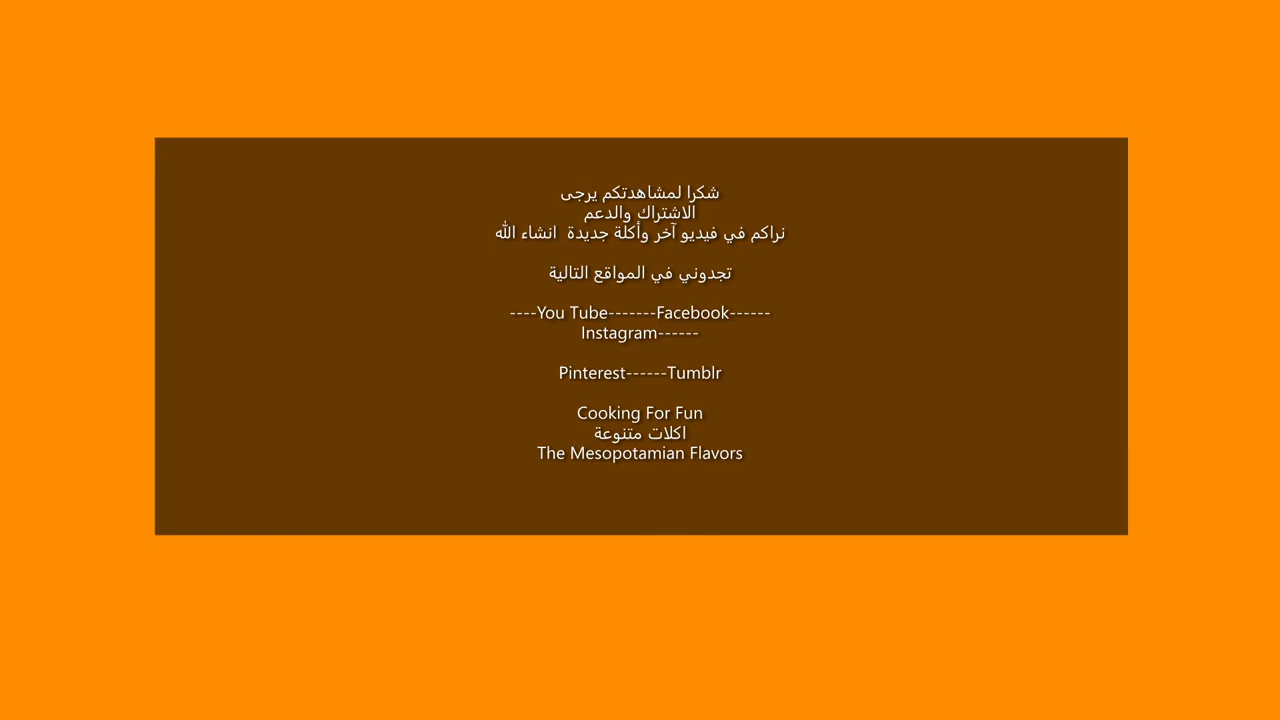 شكرا لمشاهدتكم يرجى
الاشتراك والدعم
نراكم في فيديو آخر وأكلة جديدة  انشاء الله
تجدوني في المواقع التالية
----You Tube-------Facebook------
Instagram------
Pinterest------Tumblr
Cooking For Fun
اكلات متنوعة
The Mesopotamian Flavors